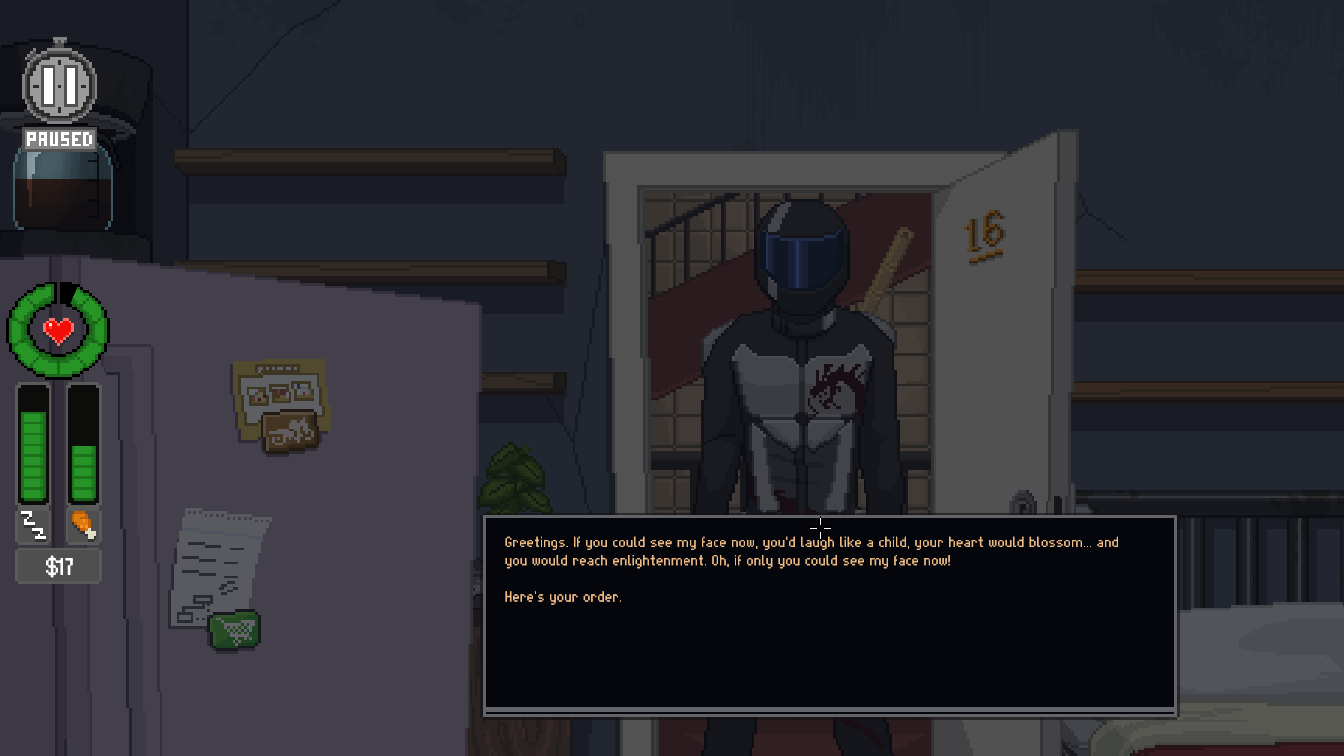 PAUSED
16
$17
Greetings. If you could see my face now, you'd laugh like a child, your heart would blossom... and
you would reach enlightenment. Oh, if only you could see my face now!
Here's your order.